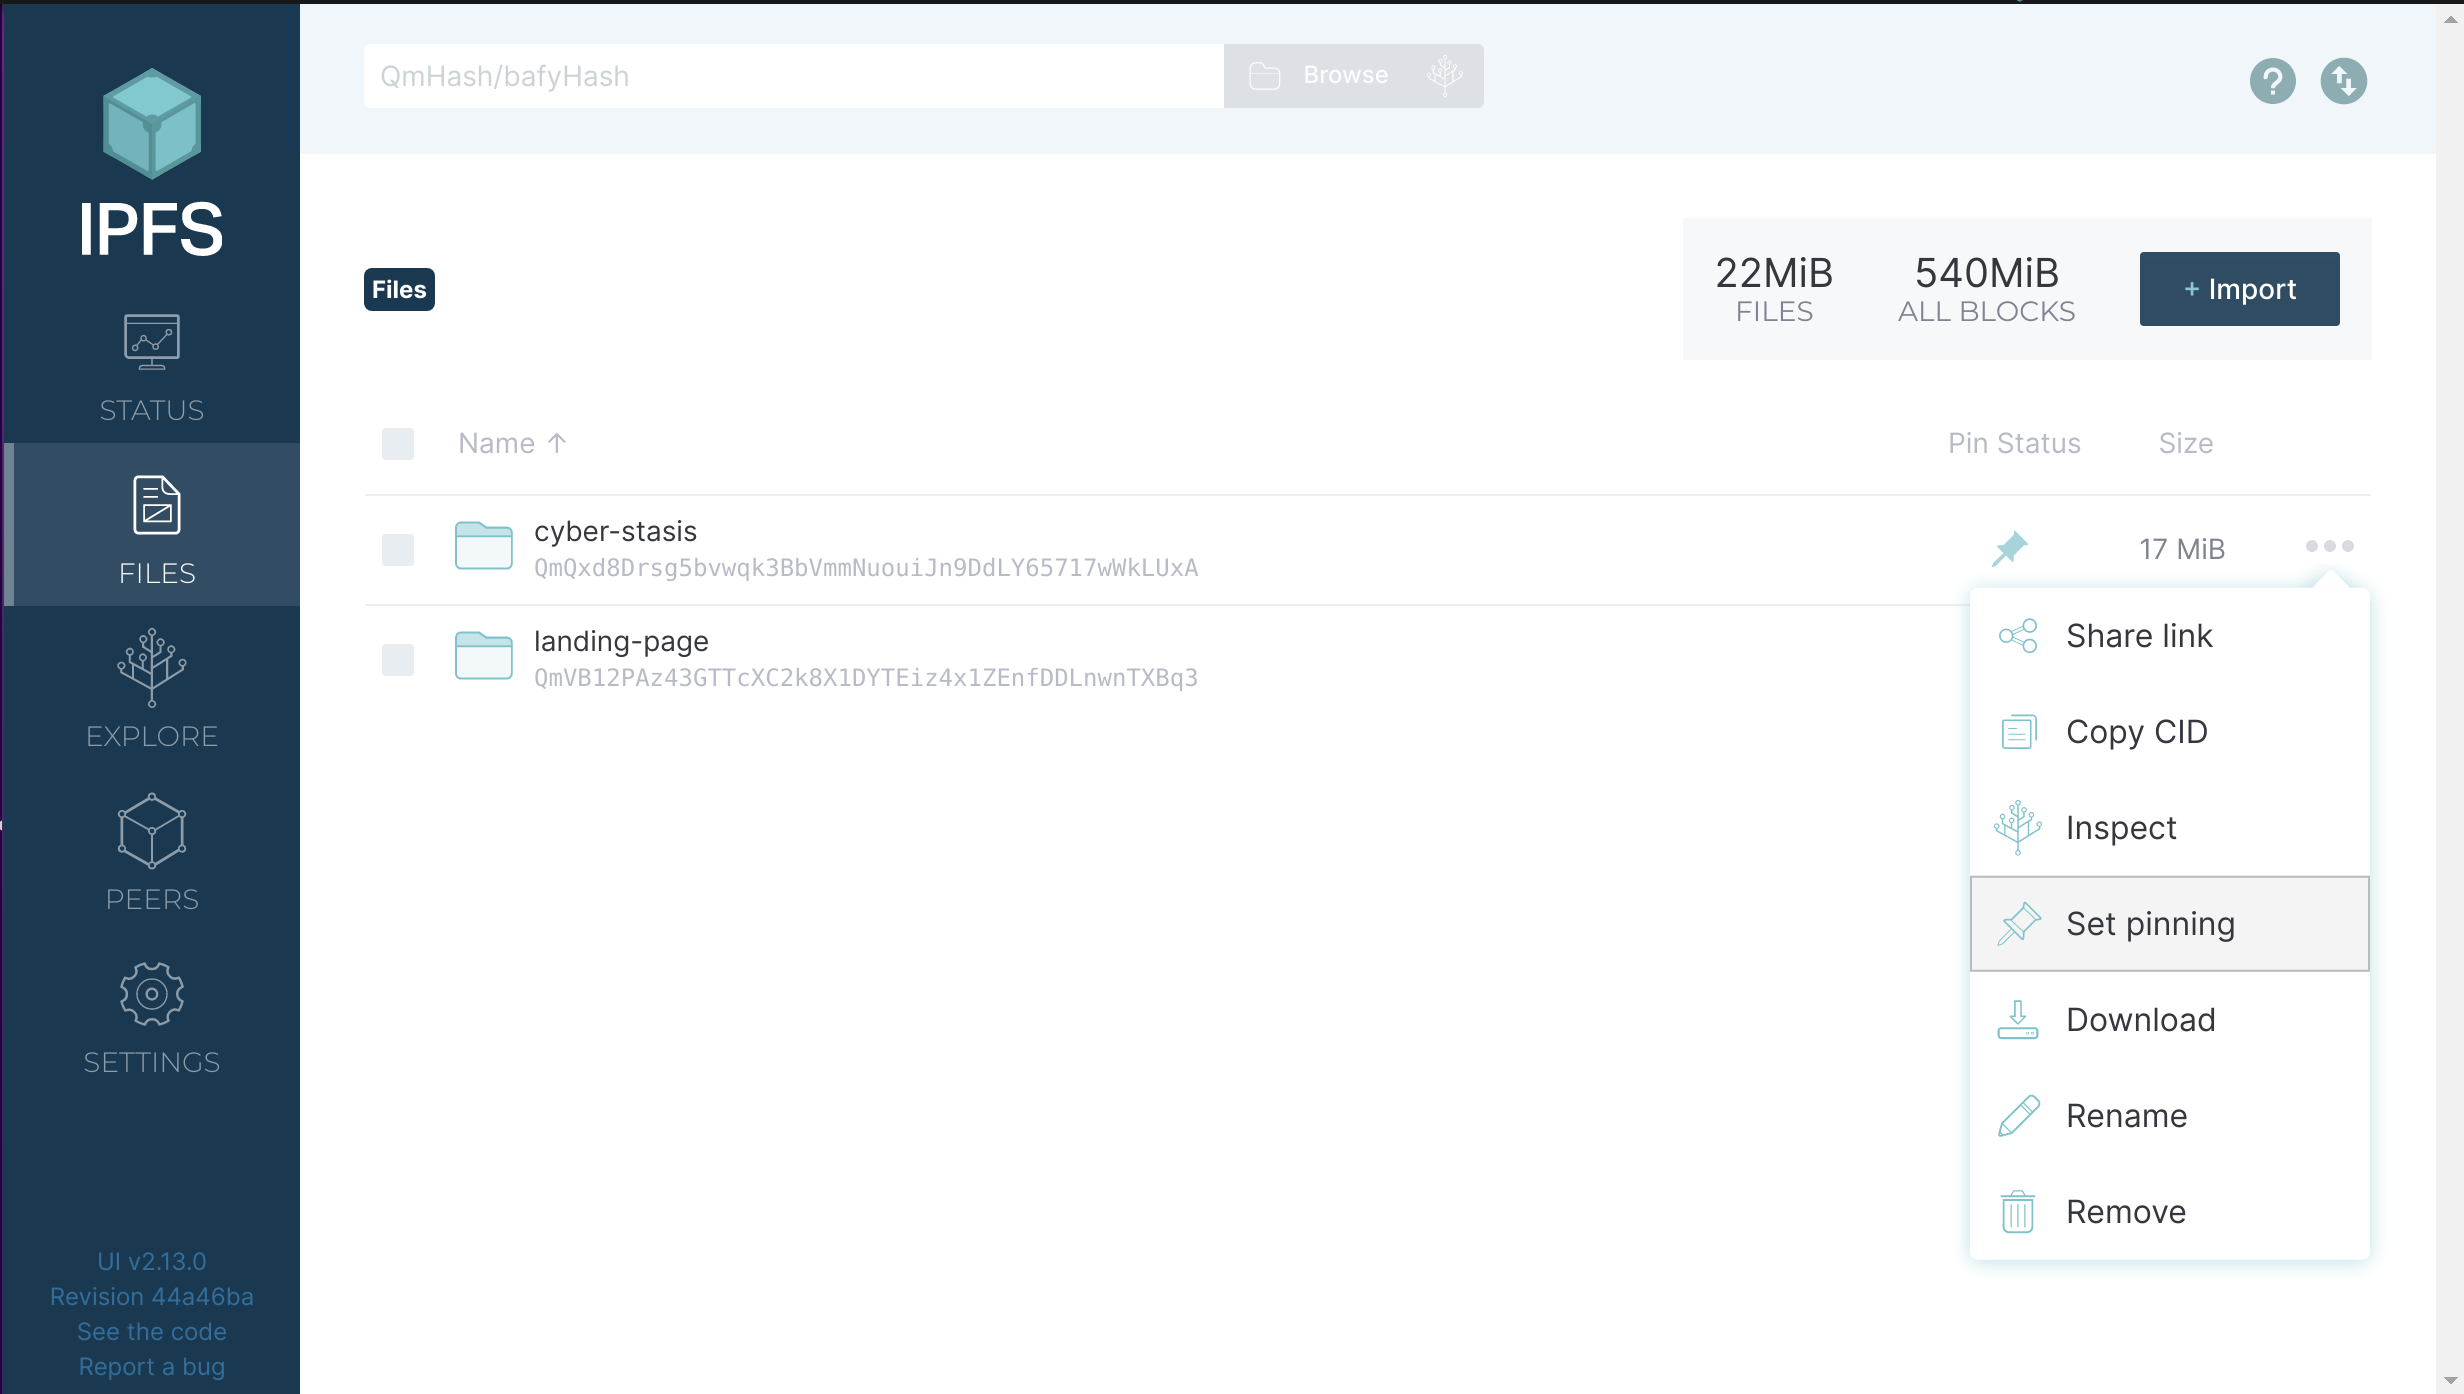 IPFS
STATUS
FILES
EXPLORE
PEERS
SETTINGS
UI v2.13.0
Revision 44a46ba
See the code
Report a bug
QmHash/bafyHash
Browse
?
Files
22MiB
FILES
540MiB
ALL BLOCKS
+ Import
Name ↑
Pin Status
Size
cyber-stasis
QmQxd8Drsg5bvwqk3BbVmmNuouiJn9DdLY65717wWkLUxA
17 MiB
landing-page
QmVB12PAz43GTTcXC2k8X1DYTEiz4x1ZEnfDDLnwnTXBq3
Share link
Copy CID
Inspect
Set pinning
Download
Rename
Remove